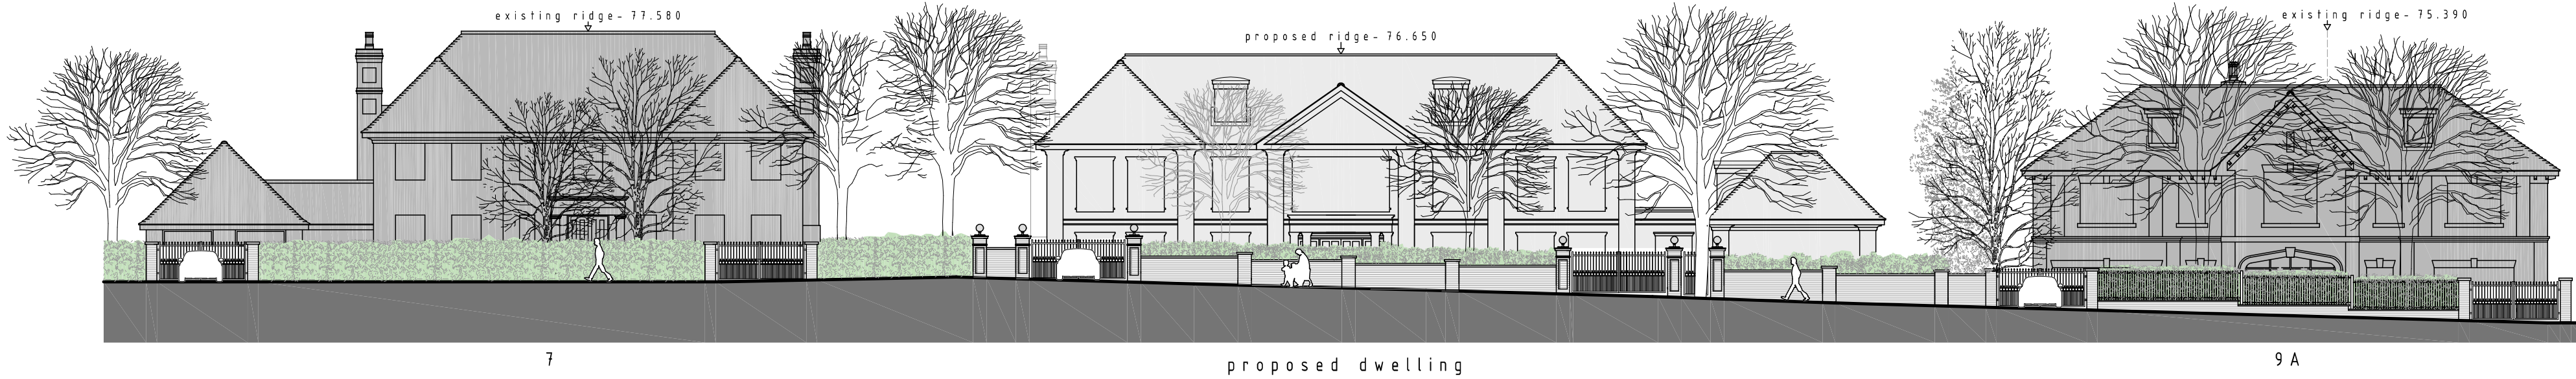 existing ridge- 77.580
proposed ridge- 76.650
existing ridge- 75.390
7
proposed dwelling
9 A